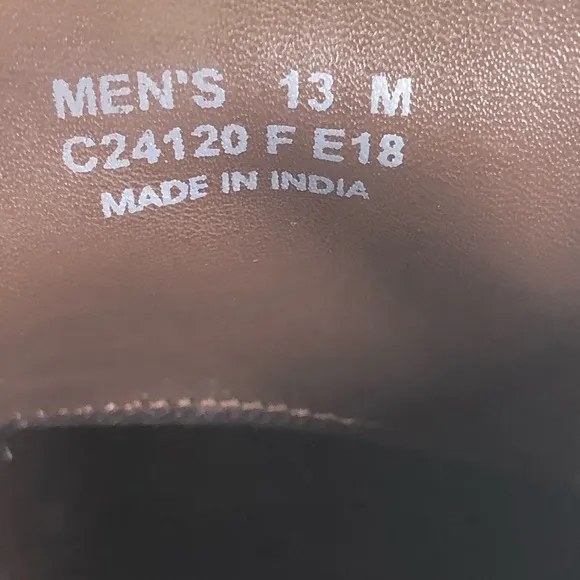 MEN'S 13 M
C24120 F E18
MADE IN INDIA